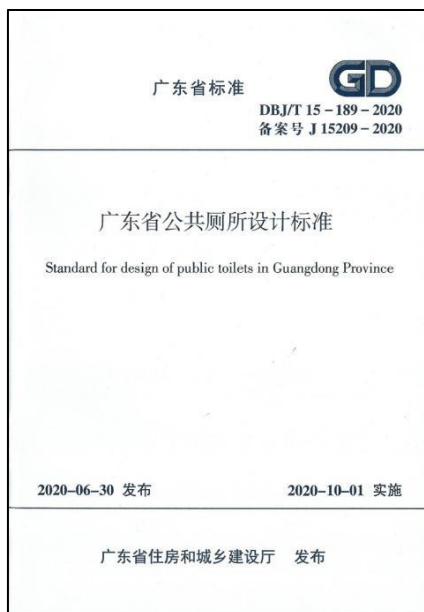 广东省标准
GD
DBJ/T 15-189-2020
备案号 J 15209-2020
广东省公共厕所设计标准
Standard for design of public toilets in Guangdong Province
2020-06-30 发布
2020-10-01 实施
广东省住房和城乡建设厅 发布